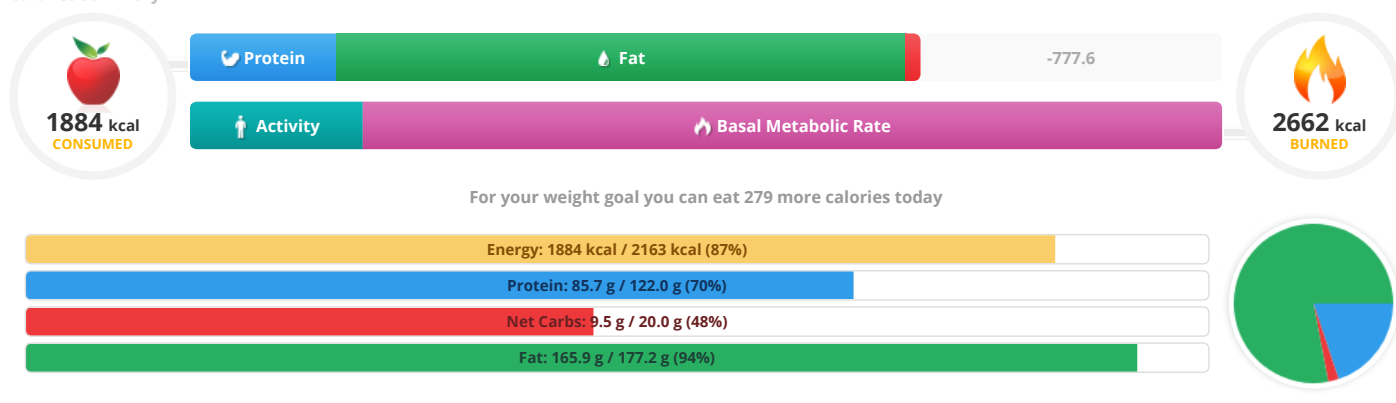 1884 kcal
CONSUMED
Protein
Fat
-777.6
Activity
Basal Metabolic Rate
2662 kcal
BURNED
For your weight goal you can eat 279 more calories today
Energy: 1884 kcal / 2163 kcal (87%)
Protein: 85.7 g / 122.0 g (70%)
Net Carbs: 9.5 g / 20.0 g (48%)
Fat: 165.9 g / 177.2 g (94%)